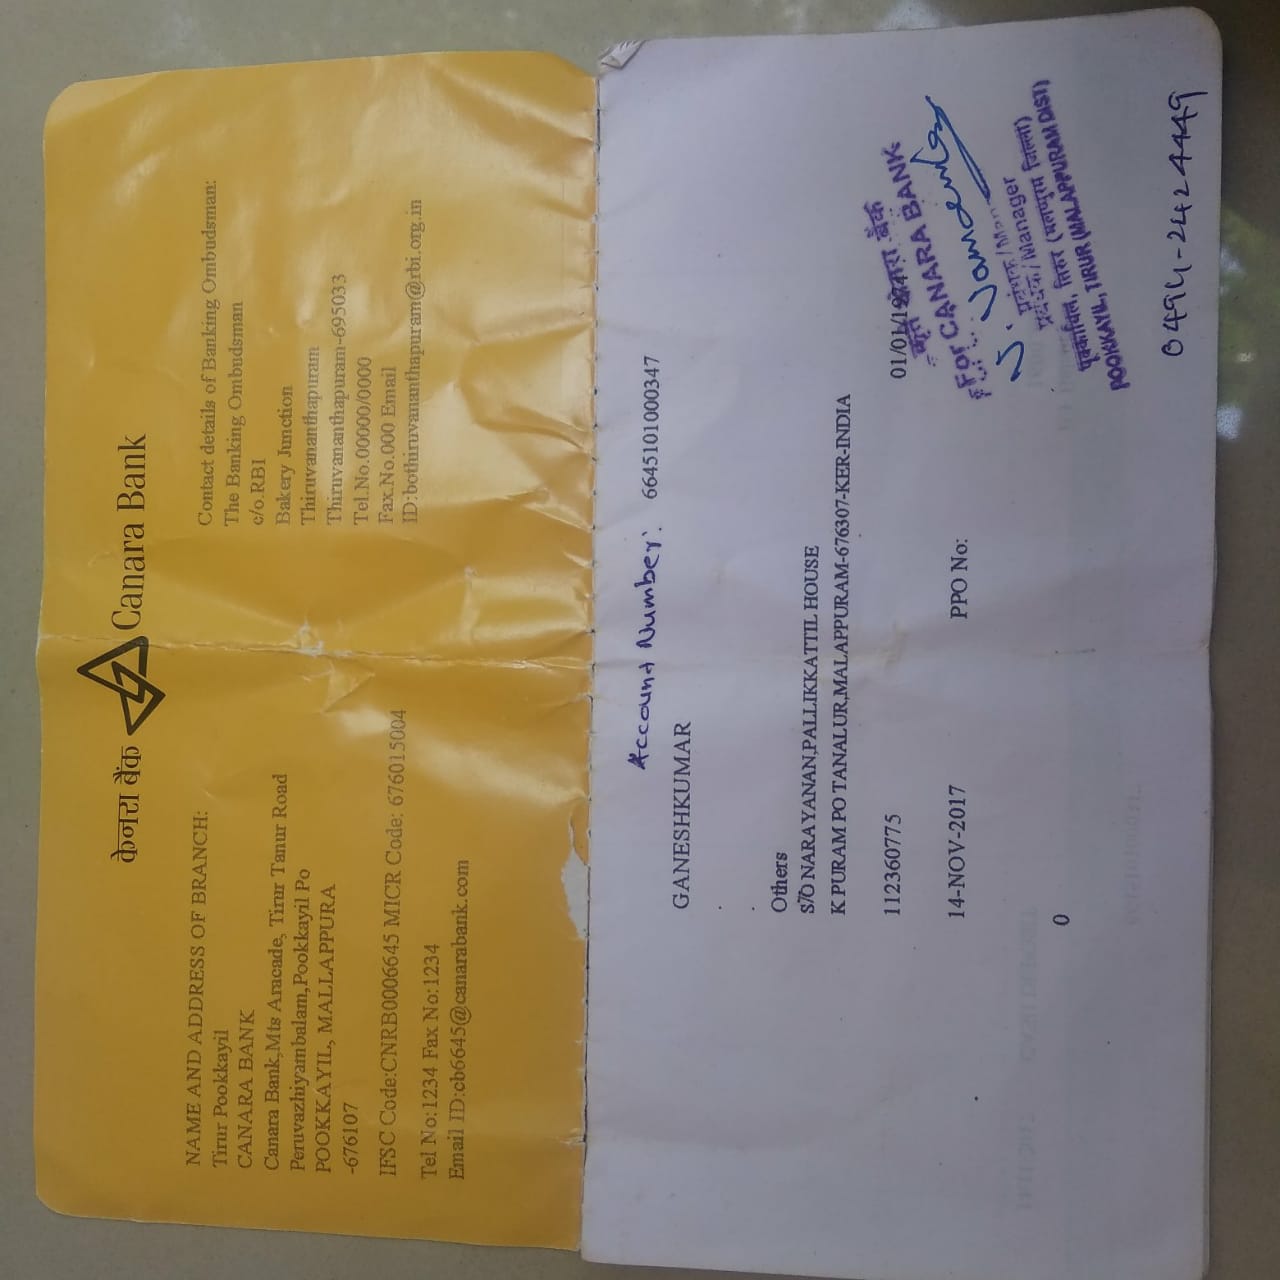 केनरा बैंक Canara Bank
NAME AND ADDRESS OF BRANCH:
Tirur Pookkayil
CANARA BANK
Canara Bank,Mts Aracade, Tirur Tanur Road
Peruvazhiyambalam,Pookkayil Po
POOKKAYIL, MALLAPPURA
-676107
IFSC Code:CNRB0006645 MICR Code: 676015004
Tel No:1234 Fax No:1234
Email ID:cb6645@canarabank.com
Contact details of Banking Ombudsman:
The Banking Ombudsman
c/o.RBI
Bakery Junction
Thiruvananthapuram
Thiruvananthapuram-695033
Tel.No.00000/0000
Fax.No.000 Email
ID:bothiruvananthapuram@rbi.org.in
Account Number: 6645101000347
GANESHKUMAR
.
.
Others
S/O NARAYANAN,PALLIKKATTIL HOUSE
K PURAM PO TANALUR,MALAPPURAM-676307-KER-INDIA
112360775 01/01/
14-NOV-2017 PPO No:
0
कृते केनरा बैंक
For CANARA BANK
प्रबंधक/Manager
पूक्कायिल, तिरुर (मलप्पुरम जिल्ला)
POOKKAYIL, TIRUR (MALAPPURAM DIST)
0494-2424449